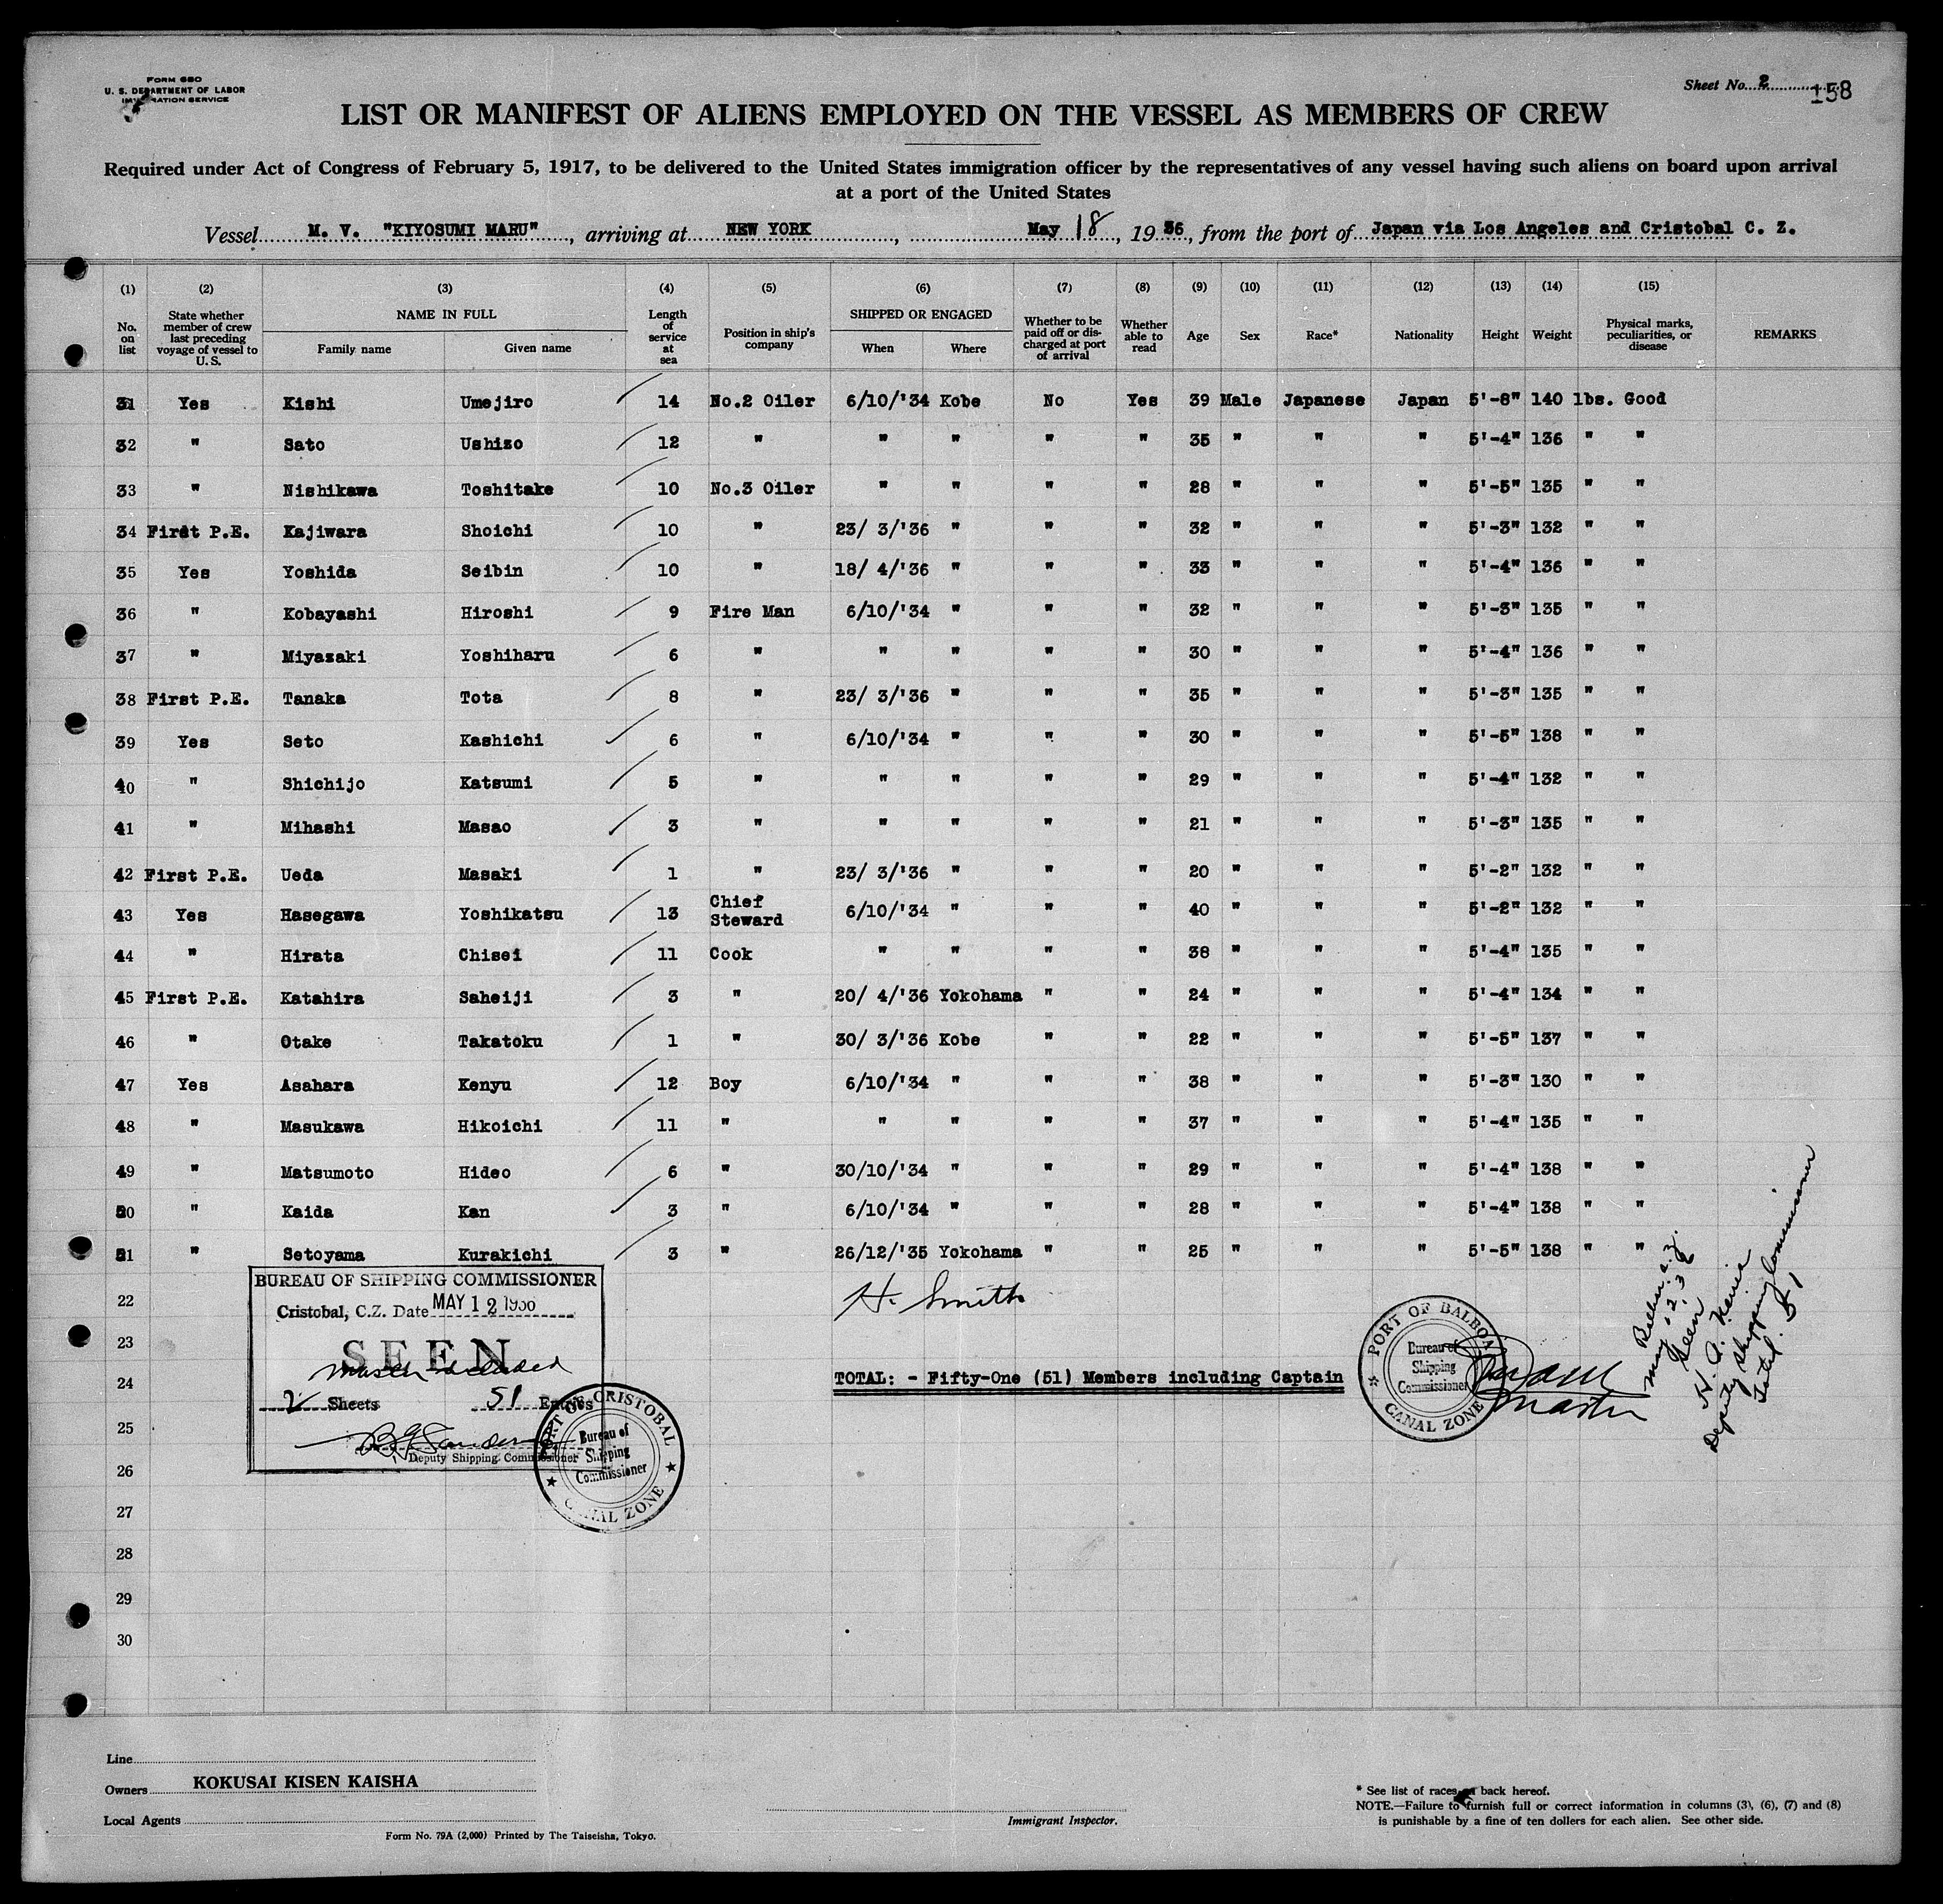 FORM 680
U. S. DEPARTMENT OF LABOR
IMMIGRATION SERVICE
Sheet No. 2
158
LIST OR MANIFEST OF ALIENS EMPLOYED ON THE VESSEL AS MEMBERS OF CREW
Required under Act of Congress of February 5, 1917, to be delivered to the United States immigration officer by the representatives of any vessel having such aliens on board upon arrival
at a port of the United States
Vessel M. V. "KIYOSUMI MARU", arriving at NEW YORK, May 18, 1936, from the port of Japan via Los Angeles and Cristobal C. Z.
(1) (2) (3) (4) (5) (6) (7) (8) (9) (10) (11) (12) (13) (14) (15)
No. on list | State whether member of crew last preceding voyage of vessel to U. S. | NAME IN FULL Family name Given name | Length of service at sea | Position in ship's company | SHIPPED OR ENGAGED When Where | Whether to be paid off or discharged at port of arrival | Whether able to read | Age | Sex | Race* | Nationality | Height | Weight | Physical marks, peculiarities, or disease | REMARKS
31 Yes Kishi Umejiro 14 No.2 Oiler 6/10/'34 Kobe No Yes 39 Male Japanese Japan 5'-8" 140 lbs. Good
32 " Sato Ushizo 12 " " " " " 35 " " " 5'-4" 136 " "
33 " Nishikawa Toshitake 10 No.3 Oiler " " " " 28 " " " 5'-5" 135 " "
34 First P.E. Kajiwara Shoichi 10 " 23/ 3/'36 " " " 32 " " " 5'-3" 132 " "
35 Yes Yoshida Seibin 10 " 18/ 4/'36 " " " 33 " " " 5'-4" 136 " "
36 " Kobayashi Hiroshi 9 Fire Man 6/10/'34 " " " 32 " " " 5'-3" 135 " "
37 " Miyazaki Yoshiharu 6 " " " " " 30 " " " 5'-4" 136 " "
38 First P.E. Tanaka Tota 8 " 23/ 3/'36 " " " 35 " " " 5'-3" 135 " "
39 Yes Seto Kashichi 6 " 6/10/'34 " " " 30 " " " 5'-5" 138 " "
40 " Shichijo Katsumi 5 " " " " " 29 " " " 5'-4" 132 " "
41 " Mihashi Masao 3 " " " " " 21 " " " 5'-3" 135 " "
42 First P.E. Ueda Masaki 1 " 23/ 3/'36 " " " 20 " " " 5'-2" 132 " "
43 Yes Hasegawa Yoshikatsu 13 Chief Steward 6/10/'34 " " " 40 " " " 5'-2" 132 " "
44 " Hirata Chisei 11 Cook " " " " 38 " " " 5'-4" 135 " "
45 First P.E. Katahira Saheiji 3 " 20/ 4/'36 Yokohama " " 24 " " " 5'-4" 134 " "
46 " Otake Takatoku 1 " 30/ 3/'36 Kobe " " 22 " " " 5'-5" 137 " "
47 Yes Asahara Kenyu 12 Boy 6/10/'34 " " " 38 " " " 5'-3" 130 " "
48 " Masukawa Hikoichi 11 " " " " " 37 " " " 5'-4" 135 " "
49 " Matsumoto Hideo 6 " 30/10/'34 " " " 29 " " " 5'-4" 138 " "
50 " Kaida Kan 3 " 6/10/'34 " " " 28 " " " 5'-4" 138 " "
51 " Setoyama Kurakichi 3 " 26/12/'35 Yokohama " " 25 " " " 5'-5" 138 " "
22
23
24
25
26
27
28
29
30
BUREAU OF SHIPPING COMMISSIONER
Cristobal, C.Z. Date MAY 12 1936
SEEN
Master included
2 Sheets 51 Entries
Deputy Shipping Commissioner
PORT OF CRISTOBAL
Bureau of
Shipping
Commissioner
CANAL ZONE
H. Smith
TOTAL: - Fifty-One (51) Members including Captain
PORT OF BALBOA
Bureau of
Shipping
Commissioner
CANAL ZONE
Master
Balboa C.Z.
May 12, 36
Seen
Deputy Shipping Commissioner
Total. 51
Line
Owners KOKUSAI KISEN KAISHA
Local Agents
Form No. 79A (2,000) Printed by The Taiseisha, Tokyo.
Immigrant Inspector.
* See list of races on back hereof.
NOTE.—Failure to furnish full or correct information in columns (3), (6), (7) and (8)
is punishable by a fine of ten dollars for each alien. See other side.